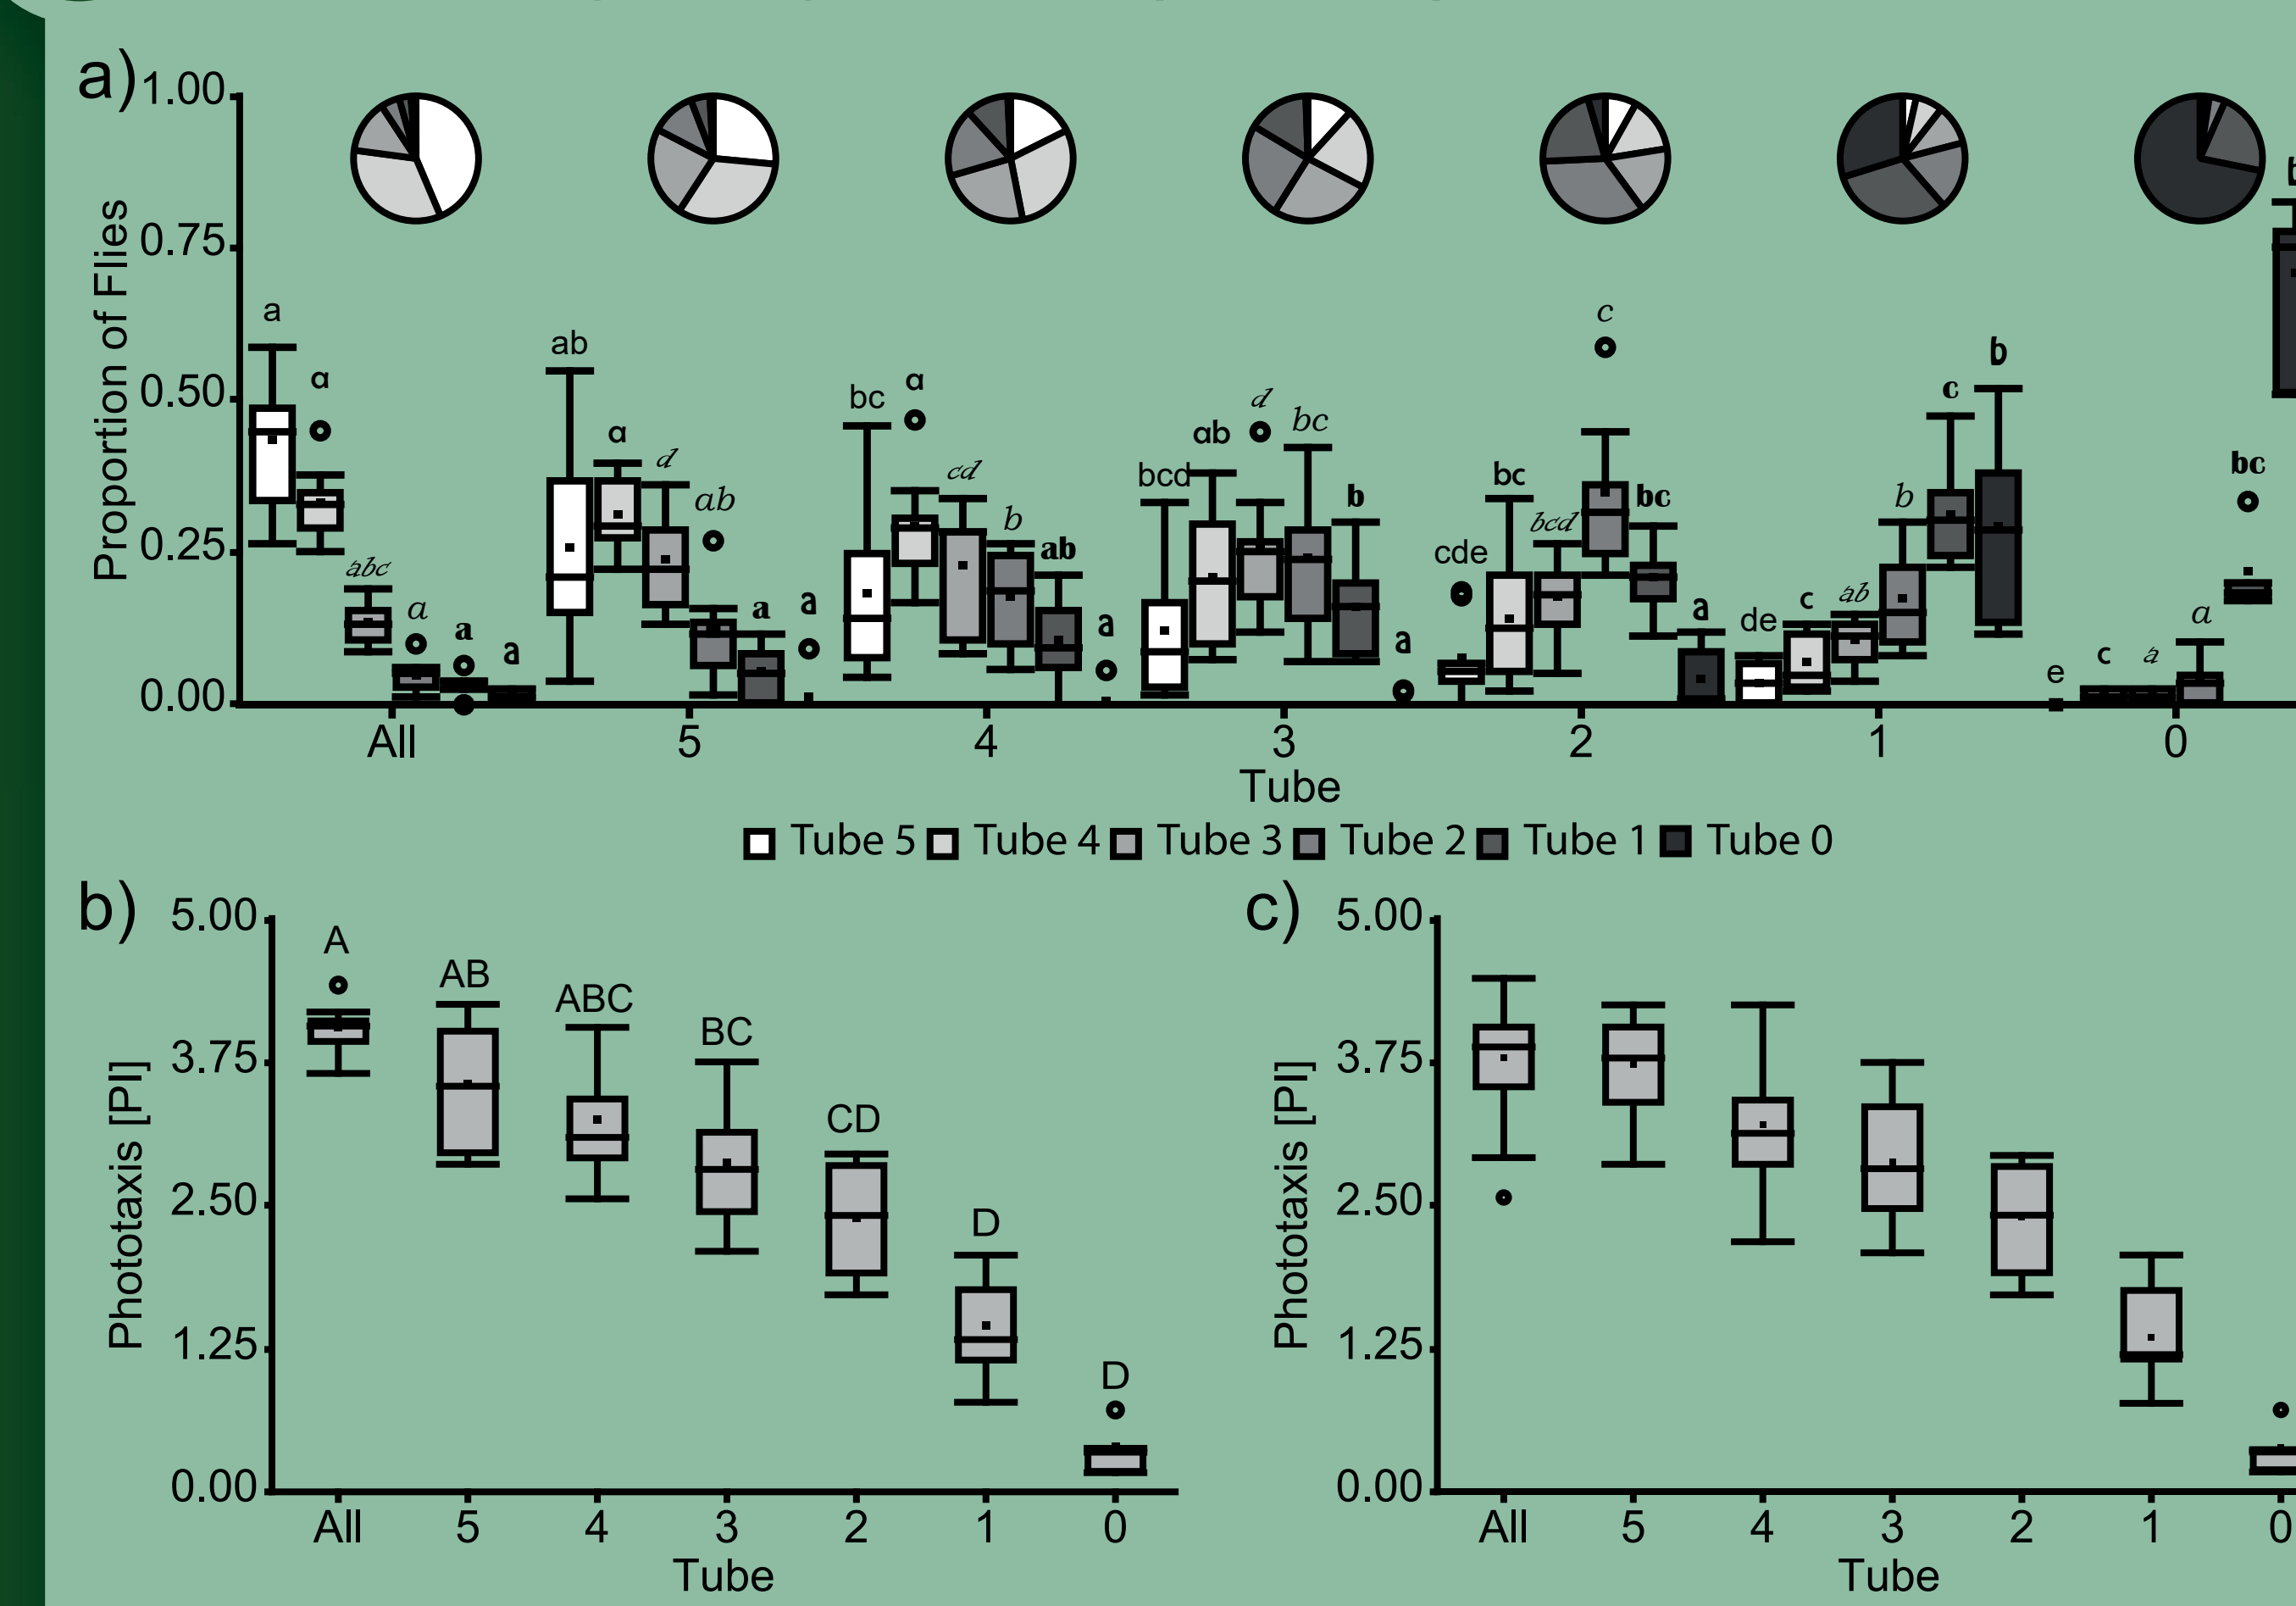 a)
1.00
0.75
0.50
0.25
0.00
Proportion of Flies
a a abc a a a
ab a d ab a a
bc a cd b ab a
bcd ab d bc b a
cde bc bcd c bc a
de c ab b c b
e c a a bc
All 5 4 3 2 1 0
Tube
Tube 5 Tube 4 Tube 3 Tube 2 Tube 1 Tube 0
b)
5.00
3.75
2.50
1.25
0.00
Phototaxis [PI]
A AB ABC BC CD D D
All 5 4 3 2 1 0
Tube
c)
5.00
3.75
2.50
1.25
0.00
Phototaxis [PI]
All 5 4 3 2 1 0
Tube